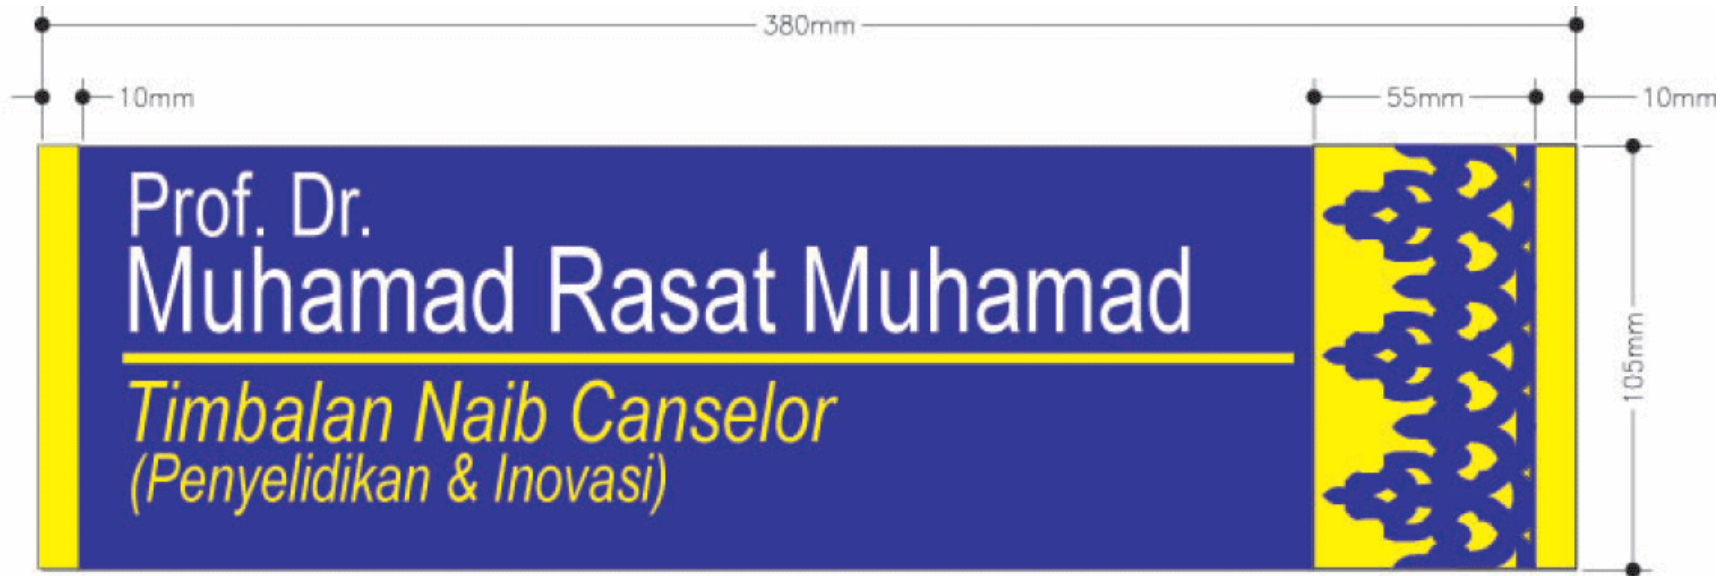 380mm
10mm
55mm
10mm
Prof. Dr.
Muhamad Rasat Muhamad
Timbalan Naib Canselor
(Penyelidikan & Inovasi)
105mm